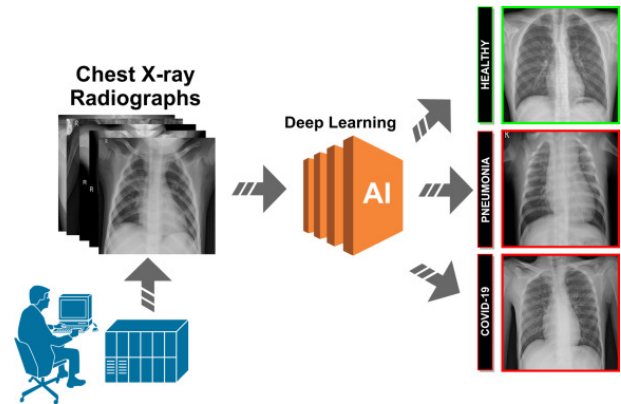 Chest X-ray
Radiographs
R
R
Deep Learning
AI
HEALTHY
R
PNEUMONIA
COVID-19